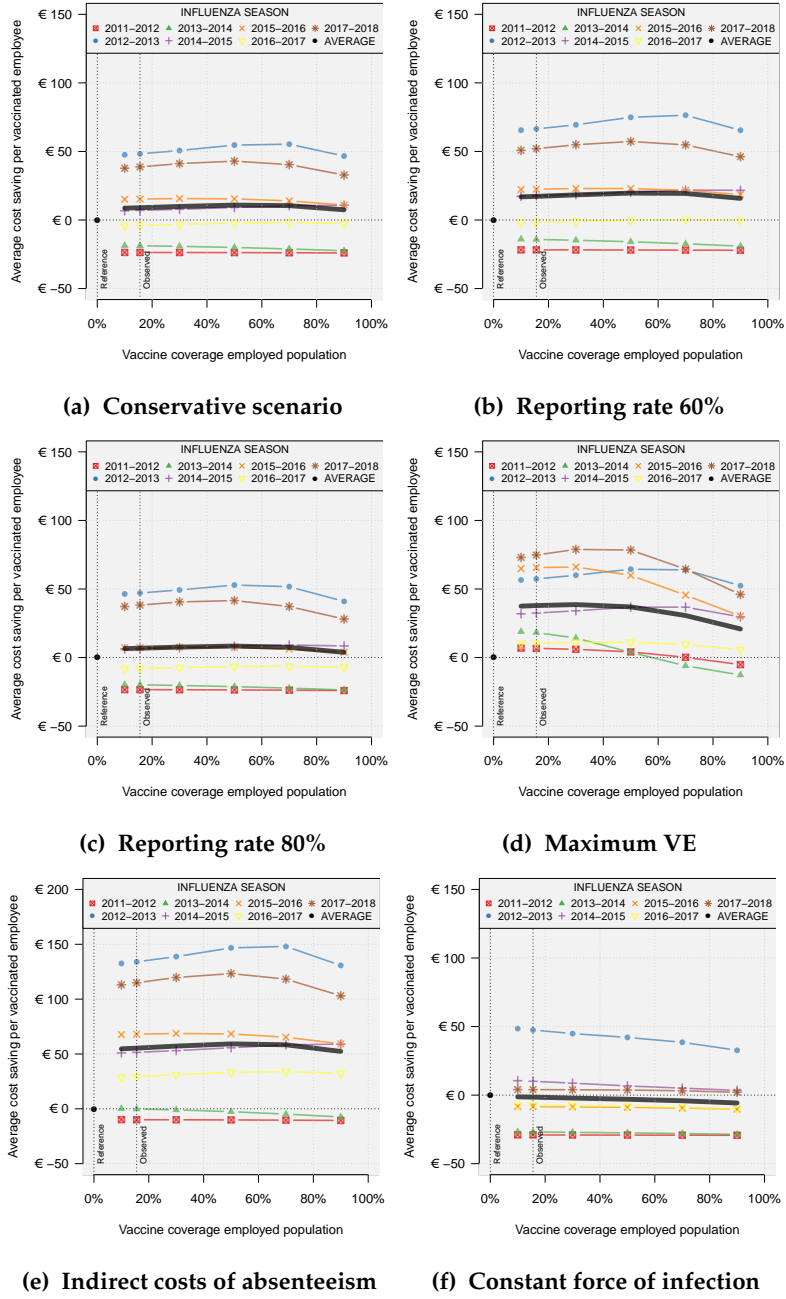 INFLUENZA SEASON
2011−2012 2013−2014 2015−2016 2017−2018
2012−2013 2014−2015 2016−2017 AVERAGE
€ 150
€ 100
€ 50
€ 0
€ −50
Average cost saving per vaccinated employee
Reference
Observed
0% 20% 40% 60% 80% 100%
Vaccine coverage employed population
(a) Conservative scenario
INFLUENZA SEASON
2011−2012 2013−2014 2015−2016 2017−2018
2012−2013 2014−2015 2016−2017 AVERAGE
€ 150
€ 100
€ 50
€ 0
€ −50
Average cost saving per vaccinated employee
Reference
Observed
0% 20% 40% 60% 80% 100%
Vaccine coverage employed population
(b) Reporting rate 60%
INFLUENZA SEASON
2011−2012 2013−2014 2015−2016 2017−2018
2012−2013 2014−2015 2016−2017 AVERAGE
€ 150
€ 100
€ 50
€ 0
€ −50
Average cost saving per vaccinated employee
Reference
Observed
0% 20% 40% 60% 80% 100%
Vaccine coverage employed population
(c) Reporting rate 80%
INFLUENZA SEASON
2011−2012 2013−2014 2015−2016 2017−2018
2012−2013 2014−2015 2016−2017 AVERAGE
€ 150
€ 100
€ 50
€ 0
€ −50
Average cost saving per vaccinated employee
Reference
Observed
0% 20% 40% 60% 80% 100%
Vaccine coverage employed population
(d) Maximum VE
INFLUENZA SEASON
2011−2012 2013−2014 2015−2016 2017−2018
2012−2013 2014−2015 2016−2017 AVERAGE
€ 200
€ 150
€ 100
€ 50
€ 0
€ −50
Average cost saving per vaccinated employee
Reference
Observed
0% 20% 40% 60% 80% 100%
Vaccine coverage employed population
(e) Indirect costs of absenteeism
INFLUENZA SEASON
2011−2012 2013−2014 2015−2016 2017−2018
2012−2013 2014−2015 2016−2017 AVERAGE
€ 150
€ 100
€ 50
€ 0
€ −50
Average cost saving per vaccinated employee
Reference
Observed
0% 20% 40% 60% 80% 100%
Vaccine coverage employed population
(f) Constant force of infection